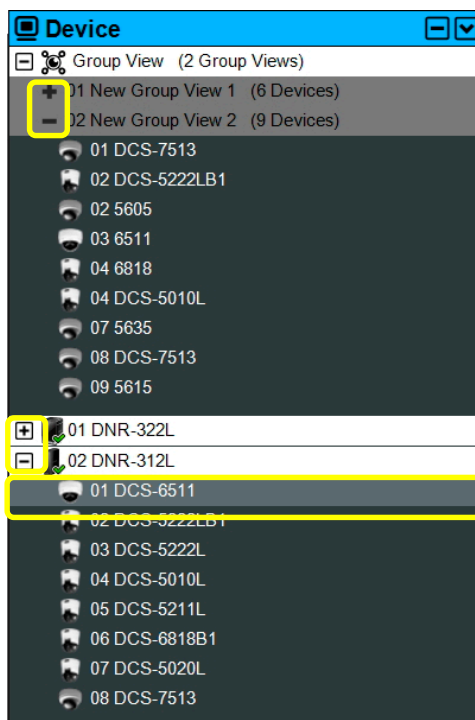 Device
Group View (2 Group Views)
01 New Group View 1 (6 Devices)
02 New Group View 2 (9 Devices)
01 DCS-7513
02 DCS-5222LB1
02 5605
03 6511
04 6818
04 DCS-5010L
07 5635
08 DCS-7513
09 5615
01 DNR-322L
02 DNR-312L
01 DCS-6511
02 DCS-5222LB1
03 DCS-5222L
04 DCS-5010L
05 DCS-5211L
06 DCS-6818B1
07 DCS-5020L
08 DCS-7513